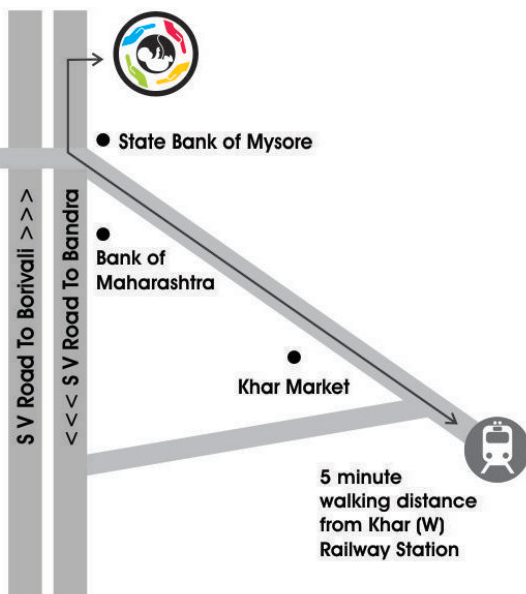 State Bank of Mysore
S V Road To Borivali >>>
<<< S V Road To Bandra
Bank of
Maharashtra
Khar Market
5 minute
walking distance
from Khar (W)
Railway Station